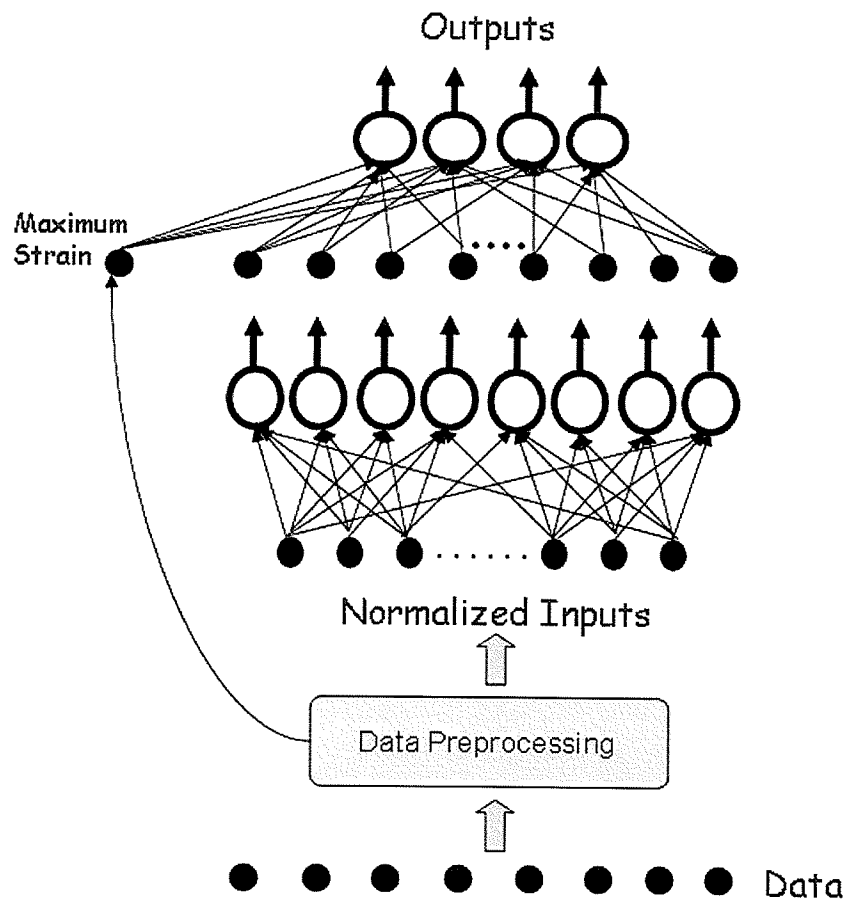 Outputs
Maximum
Strain
Normalized Inputs
Data Preprocessing
Data